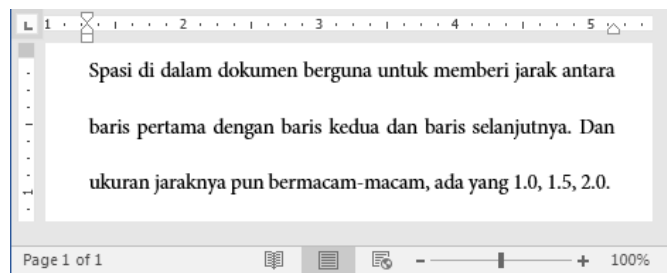 L 1 2 3 4 5
Spasi di dalam dokumen berguna untuk memberi jarak antara
baris pertama dengan baris kedua dan baris selanjutnya. Dan
ukuran jaraknya pun bermacam-macam, ada yang 1.0, 1.5, 2.0.
1
Page 1 of 1 100%